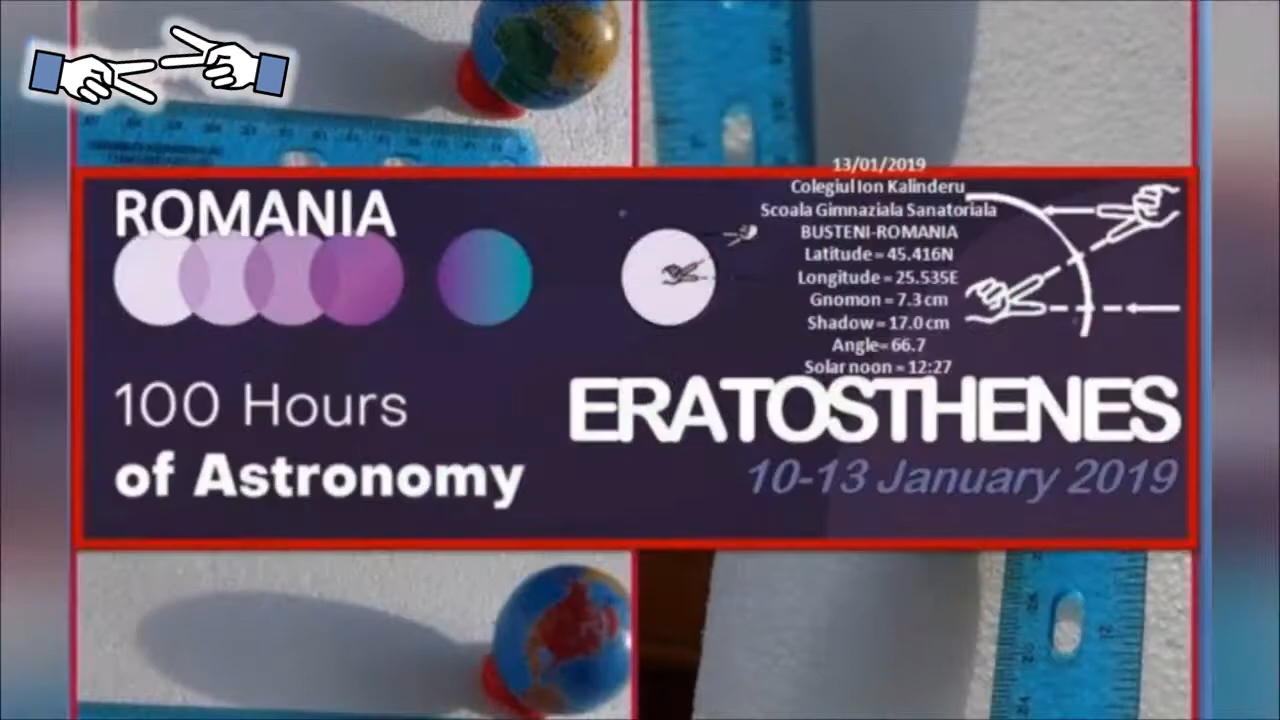 ROMANIA
100 Hours
of Astronomy
13/01/2019
Colegiul Ion Kalinderu
Scoala Gimnaziala Sanatoriala
BUSTENI-ROMANIA
Latitude = 45.416N
Longitude = 25.535E
Gnomon = 7.3 cm
Shadow = 17.0 cm
Angle= 66.7
Solar noon = 12:27
ERATOSTHENES
10-13 January 2019